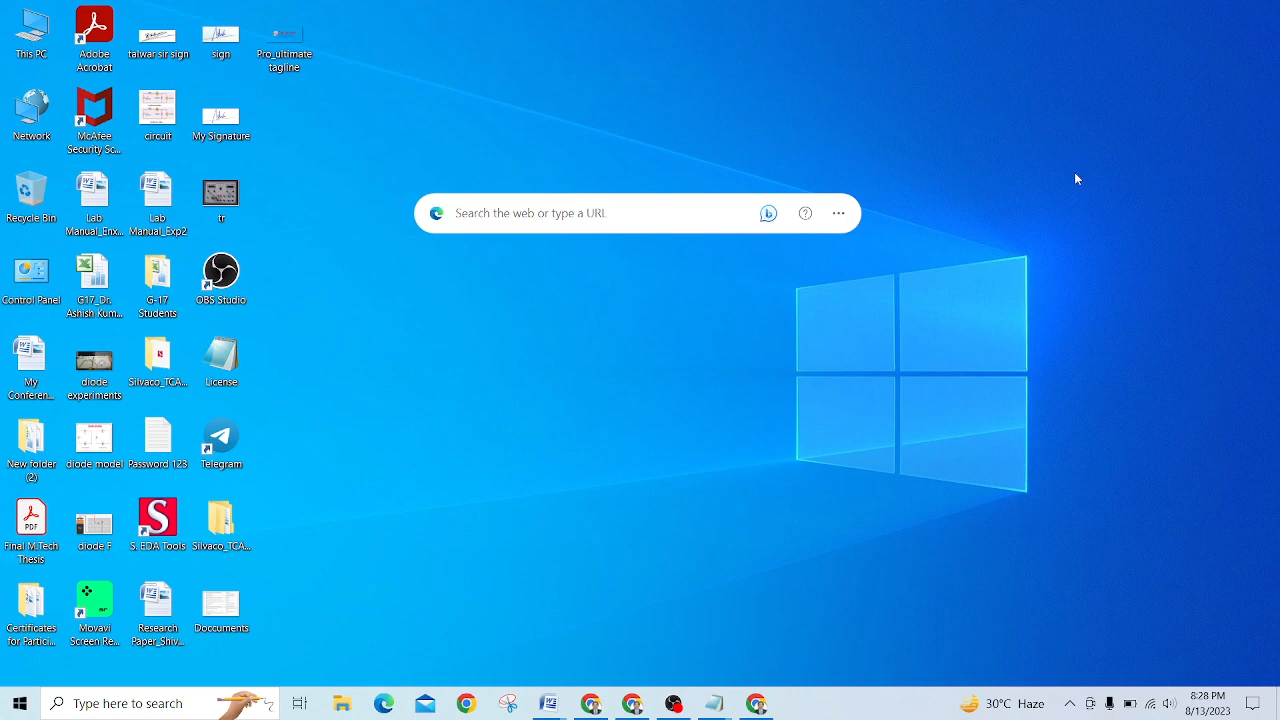 This PC
Adobe
Acrobat
talwar sir sign
sign
Pro_ultimate
tagline
Network
McAfee
Security Sc...
circuit
My Signature
Recycle Bin
Lab
Manual_Enx...
Lab
Manual_Exp2
tr
Control Panel
G17_Dr.
Ashish Kum...
G-17
Students
OBS Studio
My
Conferen...
diode
experiments
Silvaco_TCA...
License
New folder
(2)
diode model
Password 123
Telegram
Final M.Tech
Thesis
diode F
S. EDA Tools
Silvaco_TCA...
Certificates
for Partici...
Movavi
Screen Re...
Research
Paper_Shiv...
Doccuments
Search the web or type a URL
Type here to search
30°C Haze
8:28 PM
8/13/2023